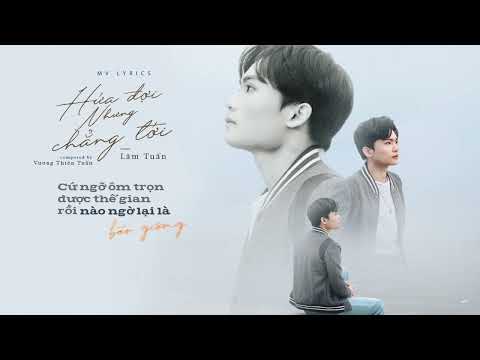 MV LYRICS
Hứa đợi
Nhưng
chẳng tới
composed by
Vương Thiên Tuấn
Lâm Tuấn
Cứ ngỡ ôm trọn
được thế gian
rồi nào ngờ lại là
bão giông